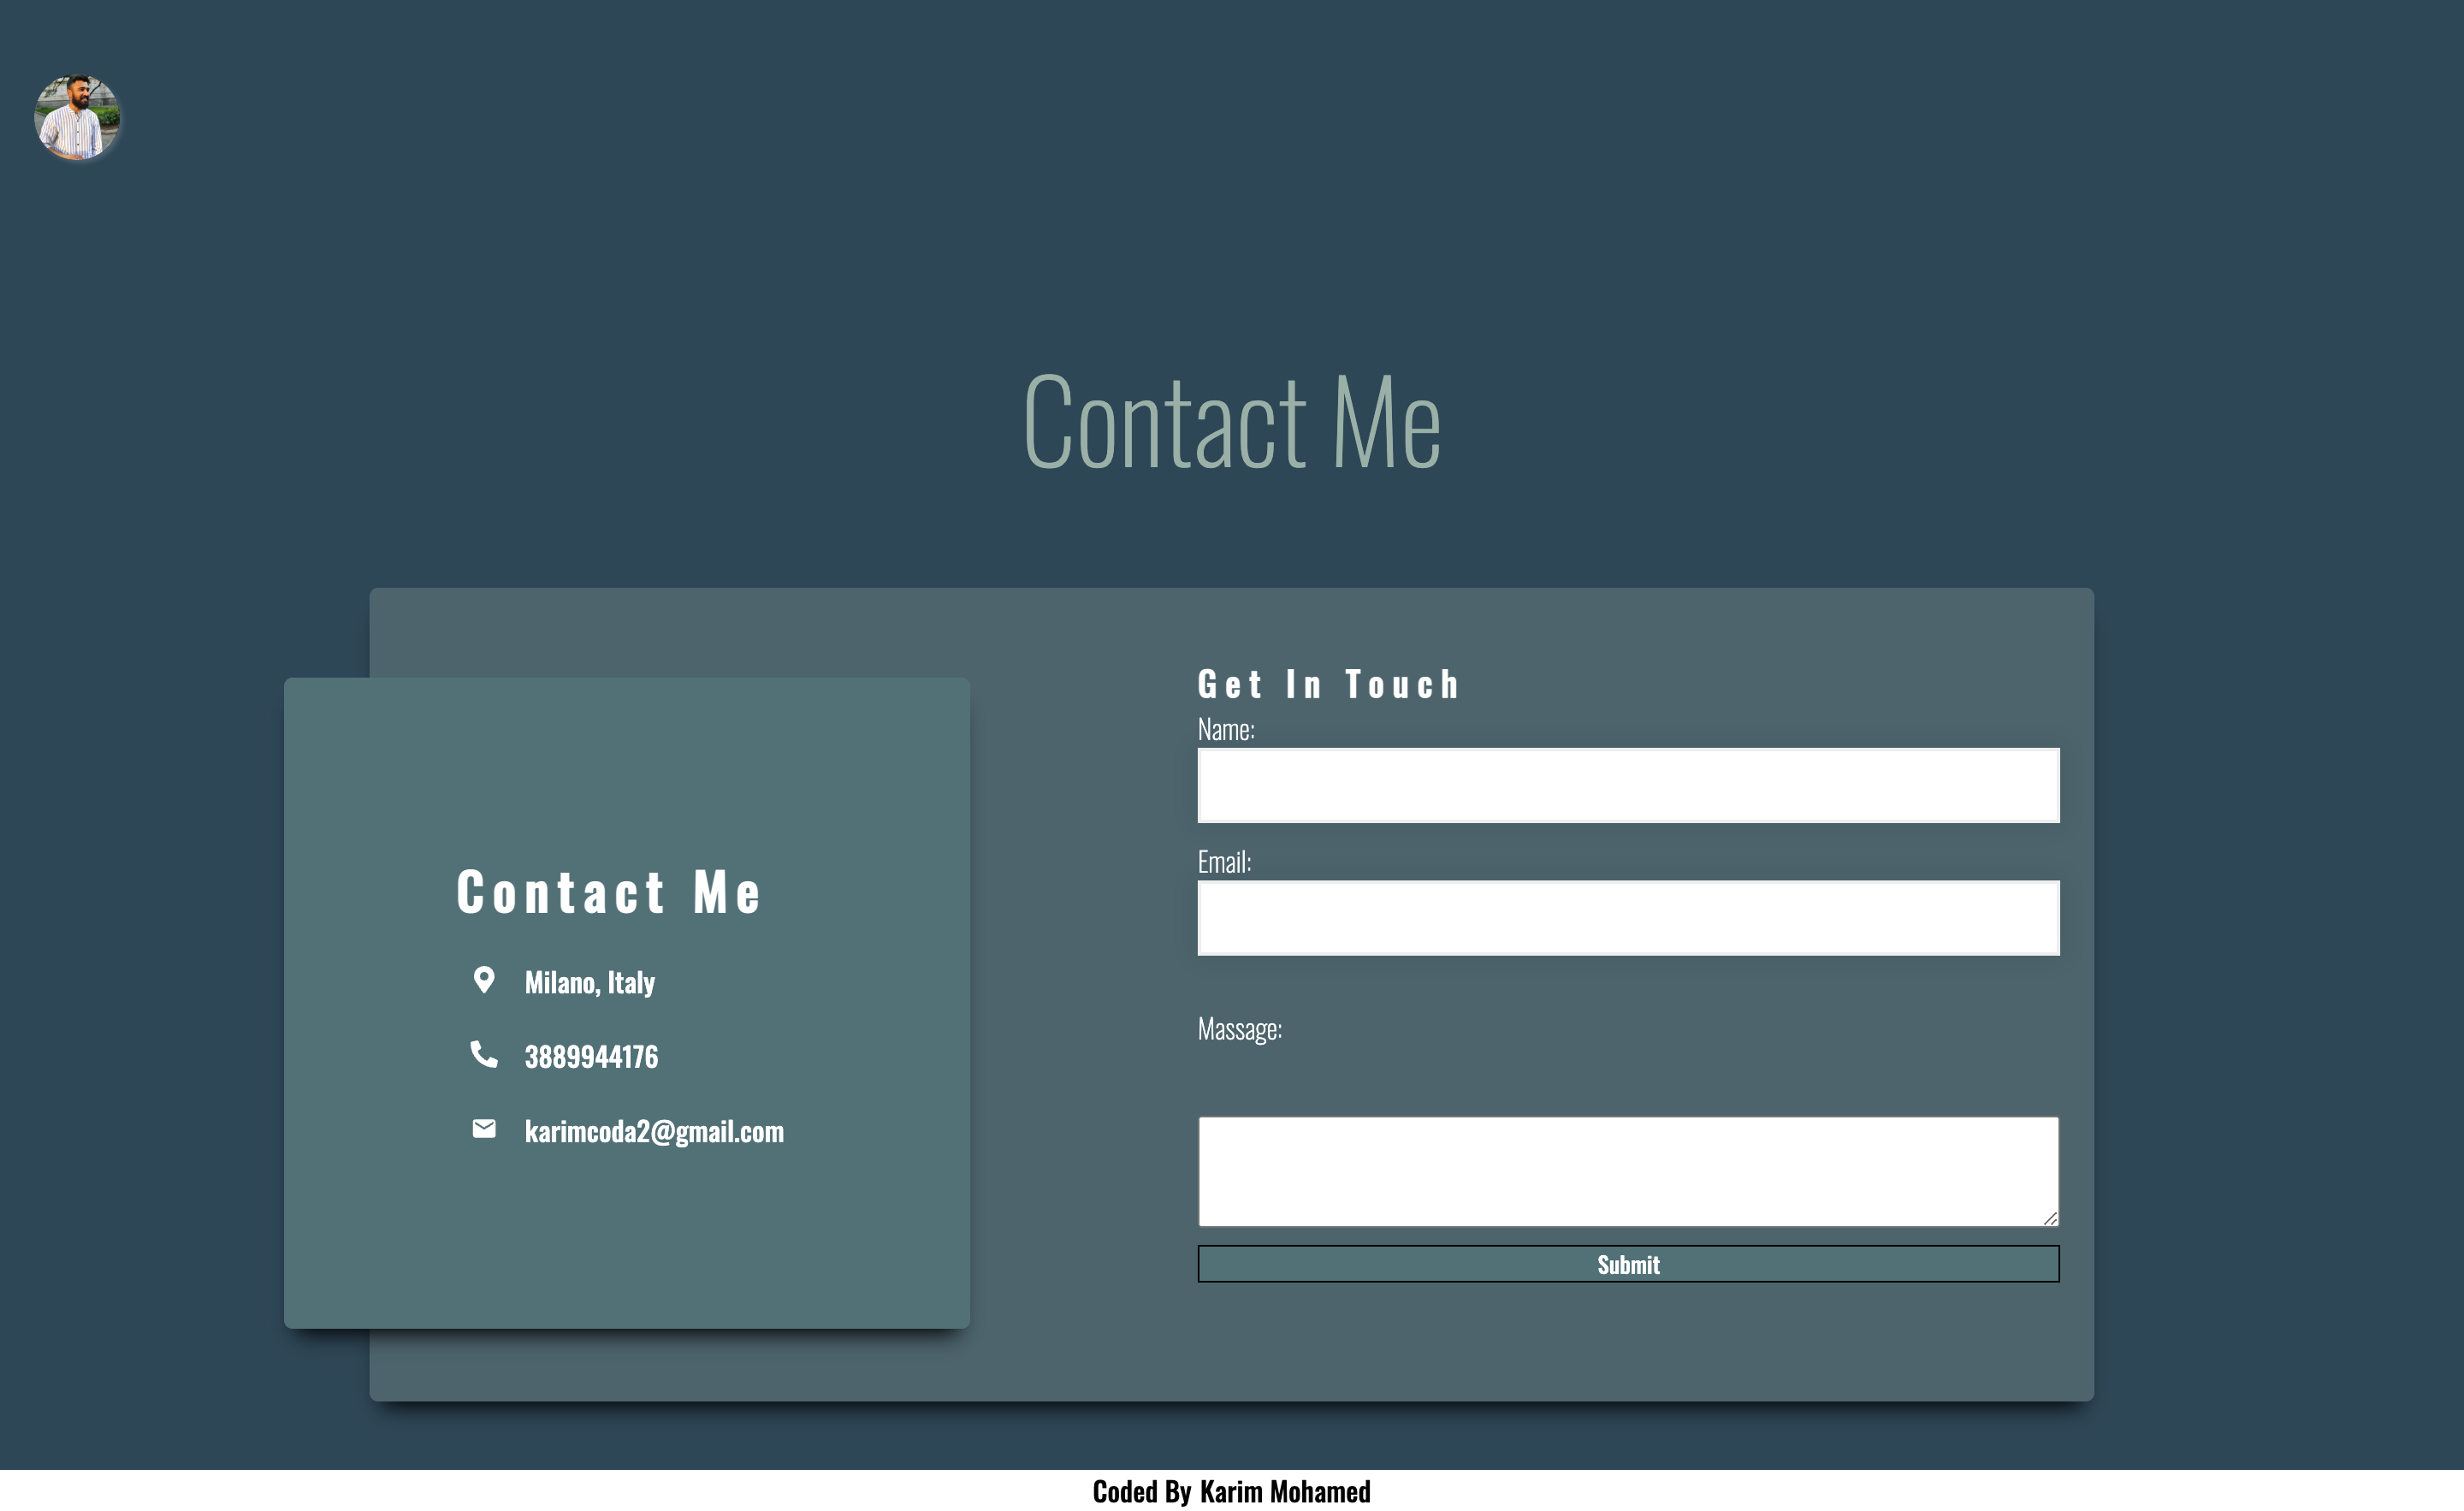 Contact Me
Contact Me
Milano, Italy
3889944176
karimcoda2@gmail.com
Get In Touch
Name:
Email:
Massage:
Submit
Coded By Karim Mohamed